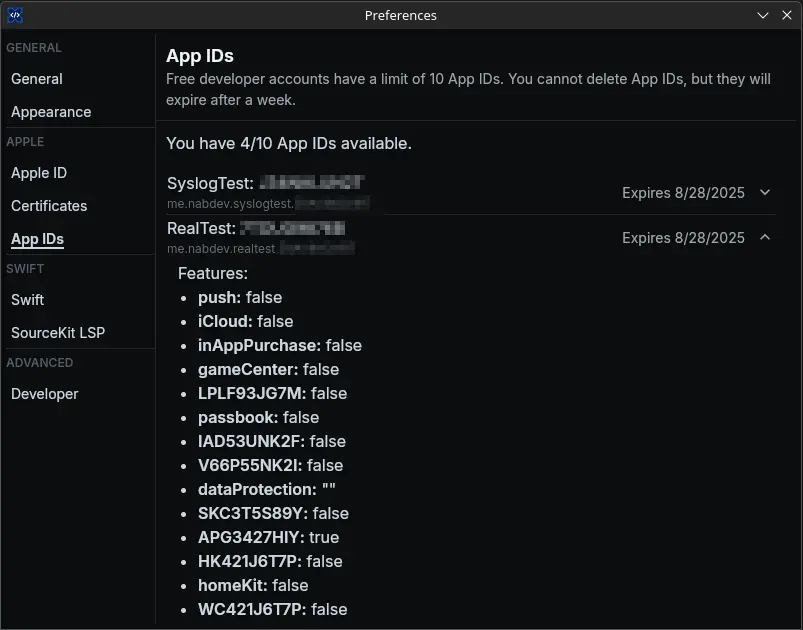 Preferences
GENERAL
General
Appearance
APPLE
Apple ID
Certificates
App IDs
SWIFT
Swift
SourceKit LSP
ADVANCED
Developer
App IDs
Free developer accounts have a limit of 10 App IDs. You cannot delete App IDs, but they will
expire after a week.
You have 4/10 App IDs available.
SyslogTest:
me.nabdev.syslogtest.
Expires 8/28/2025
RealTest:
me.nabdev.realtest
Expires 8/28/2025
Features:
• push: false
• iCloud: false
• inAppPurchase: false
• gameCenter: false
• LPLF93JG7M: false
• passbook: false
• IAD53UNK2F: false
• V66P55NK2I: false
• dataProtection: ""
• SKC3T5S89Y: false
• APG3427HIY: true
• HK421J6T7P: false
• homeKit: false
• WC421J6T7P: false